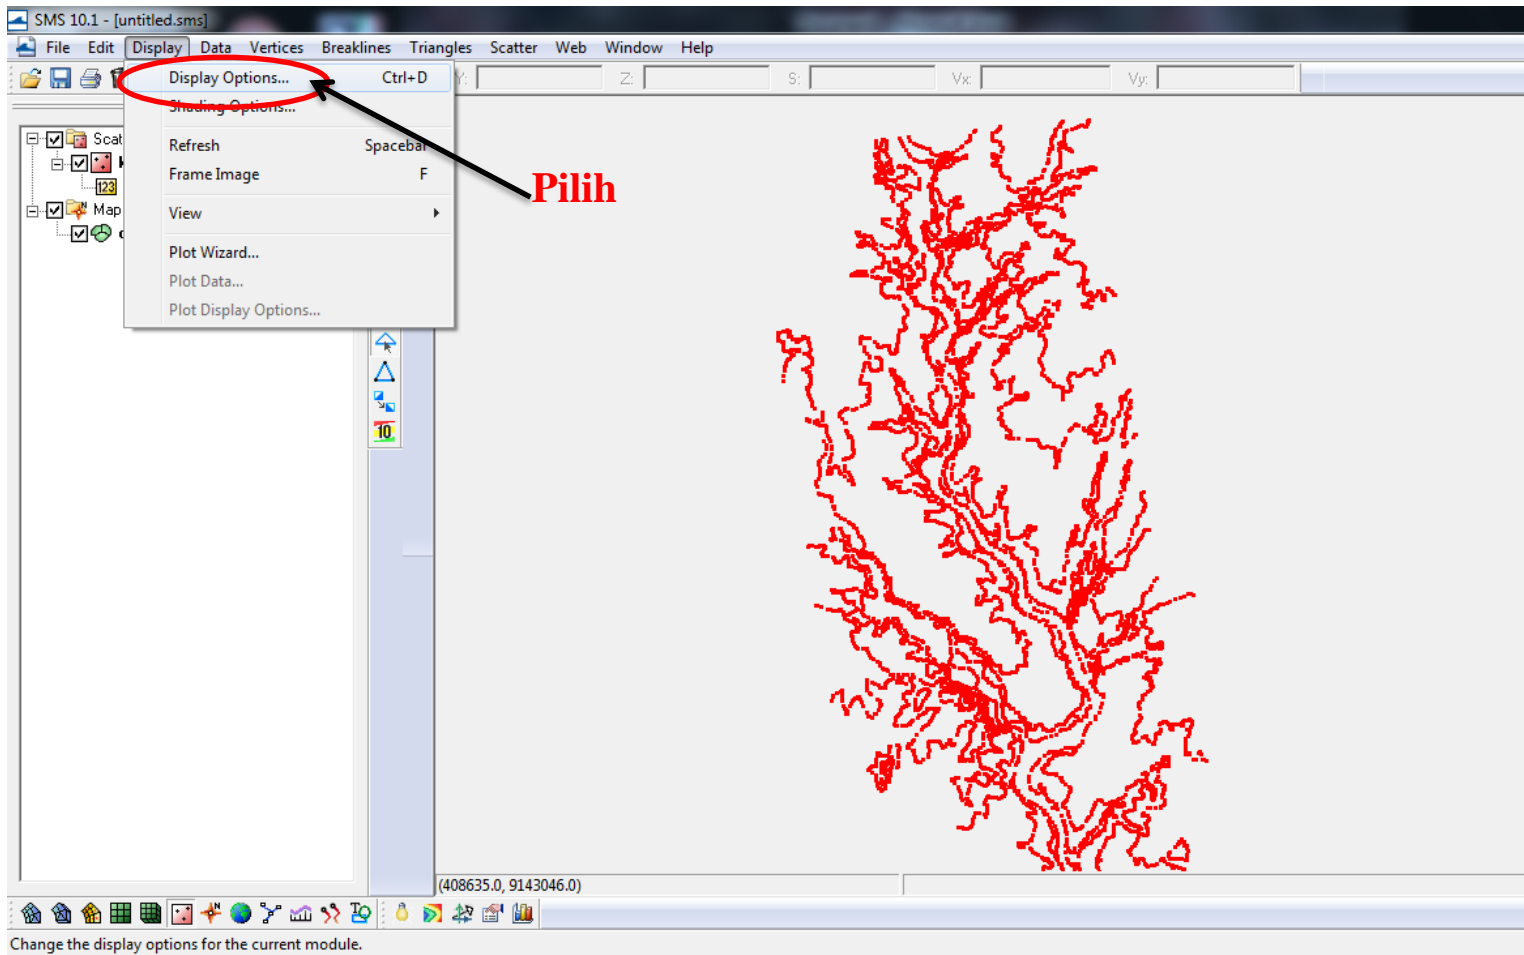 SMS 10.1 - [untitled.sms]
File Edit Display Data Vertices Breaklines Triangles Scatter Web Window Help
Display Options... Ctrl+D
Y: Z: S: Vx: Vy:
Shading Options...
Scat
Refresh Spacebar
Frame Image F
123
Pilih
Map
View
Plot Wizard...
Plot Data...
Plot Display Options...
10
(408635.0, 9143046.0)
Change the display options for the current module.